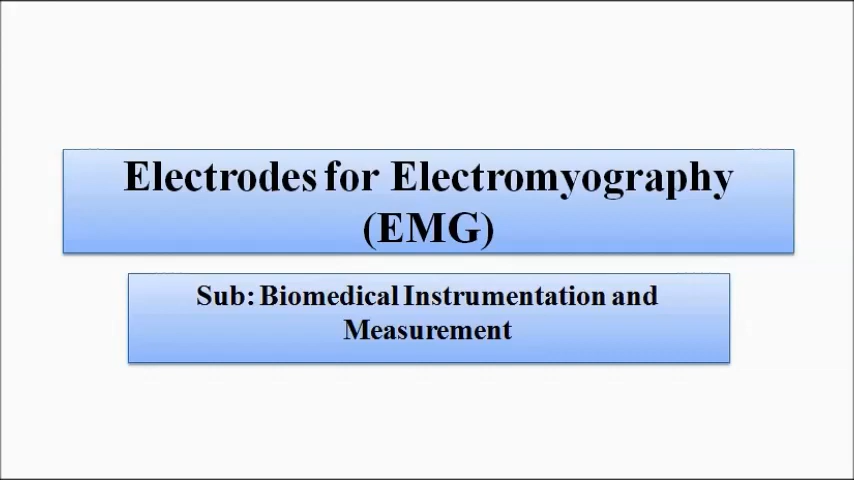 Electrodes for Electromyography
(EMG)
Sub: Biomedical Instrumentation and
Measurement